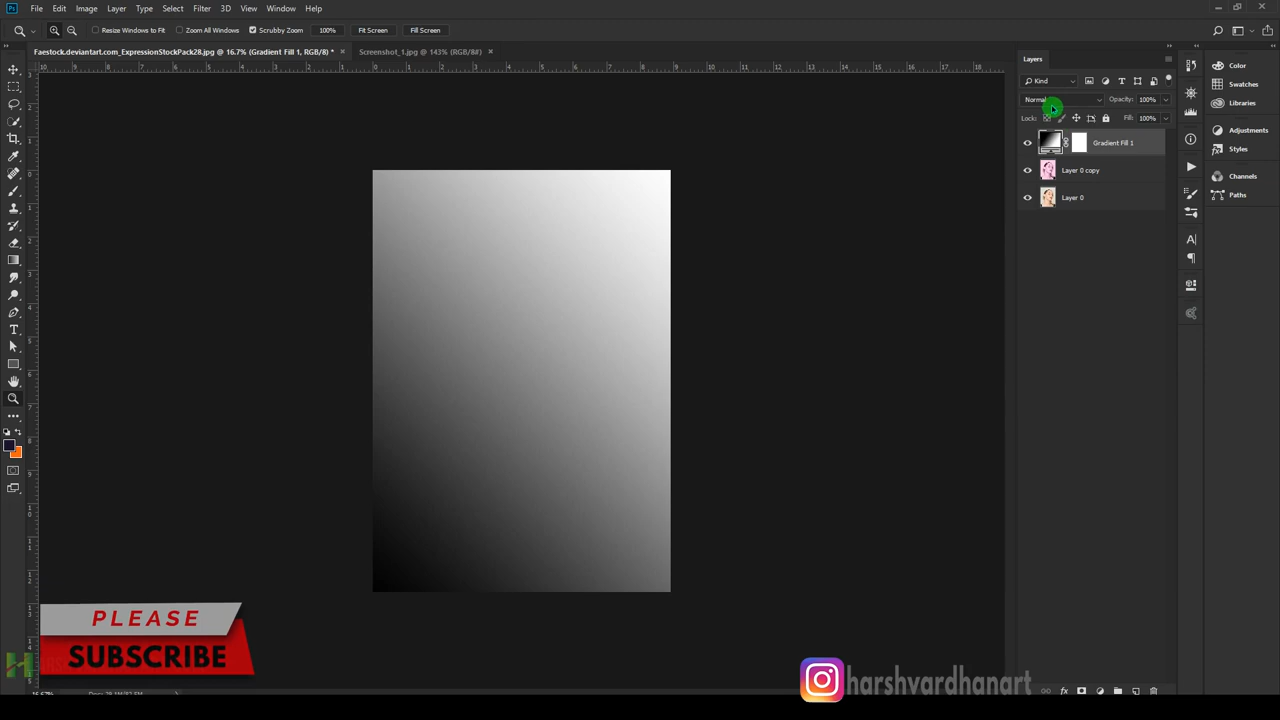 Ps File Edit Image Layer Type Select Filter 3D View Window Help
Resize Windows to Fit Zoom All Windows Scrubby Zoom 100% Fit Screen Fill Screen
Faestock.deviantart.com_ExpressionStockPack28.jpg @ 16.7% (Gradient Fill 1, RGB/8) * × Screenshot_1.jpg @ 143% (RGB/8#) ×
Layers
Kind
Normal Opacity: 100%
Lock: Fill: 100%
Gradient Fill 1
Layer 0 copy
Layer 0
Color
Swatches
Libraries
Adjustments
Styles
Channels
Paths
PLEASE
SUBSCRIBE
harshvardhanart